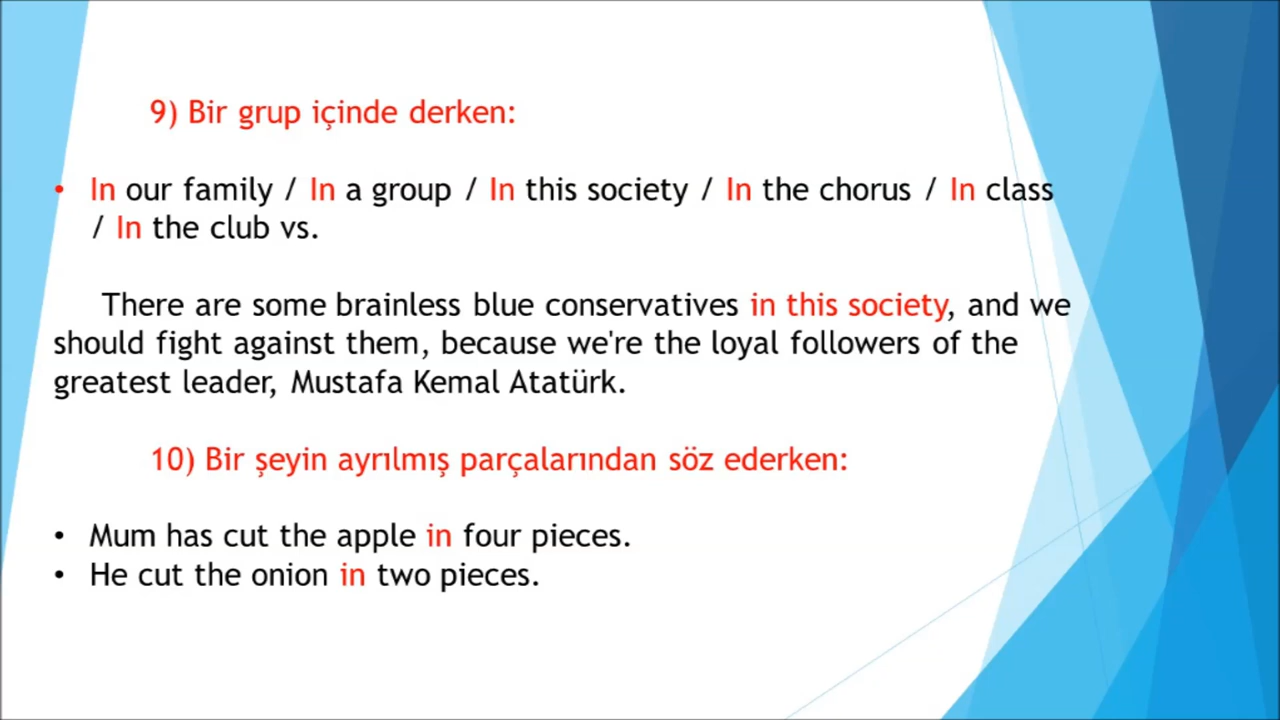 9) Bir grup içinde derken:
• In our family / In a group / In this society / In the chorus / In class
/ In the club vs.
There are some brainless blue conservatives in this society, and we
should fight against them, because we're the loyal followers of the
greatest leader, Mustafa Kemal Atatürk.
10) Bir şeyin ayrılmış parçalarından söz ederken:
• Mum has cut the apple in four pieces.
• He cut the onion in two pieces.